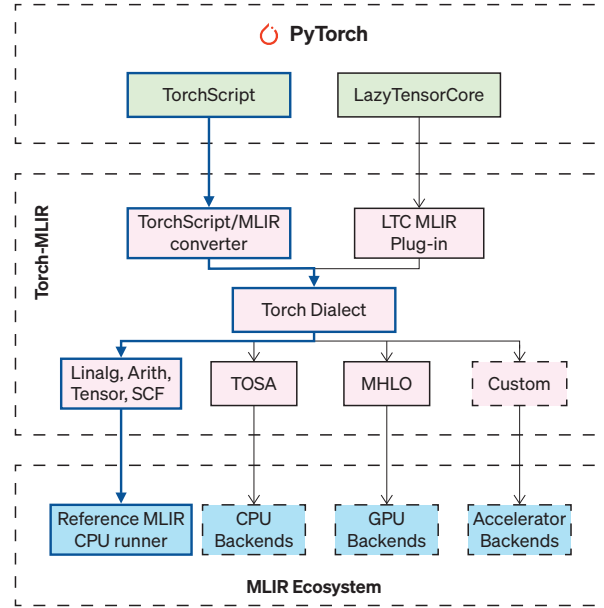 PyTorch
TorchScript
LazyTensorCore
Torch-MLIR
TorchScript/MLIR
converter
LTC MLIR
Plug-in
Torch Dialect
Linalg, Arith,
Tensor, SCF
TOSA
MHLO
Custom
Reference MLIR
CPU runner
CPU
Backends
GPU
Backends
Accelerator
Backends
MLIR Ecosystem